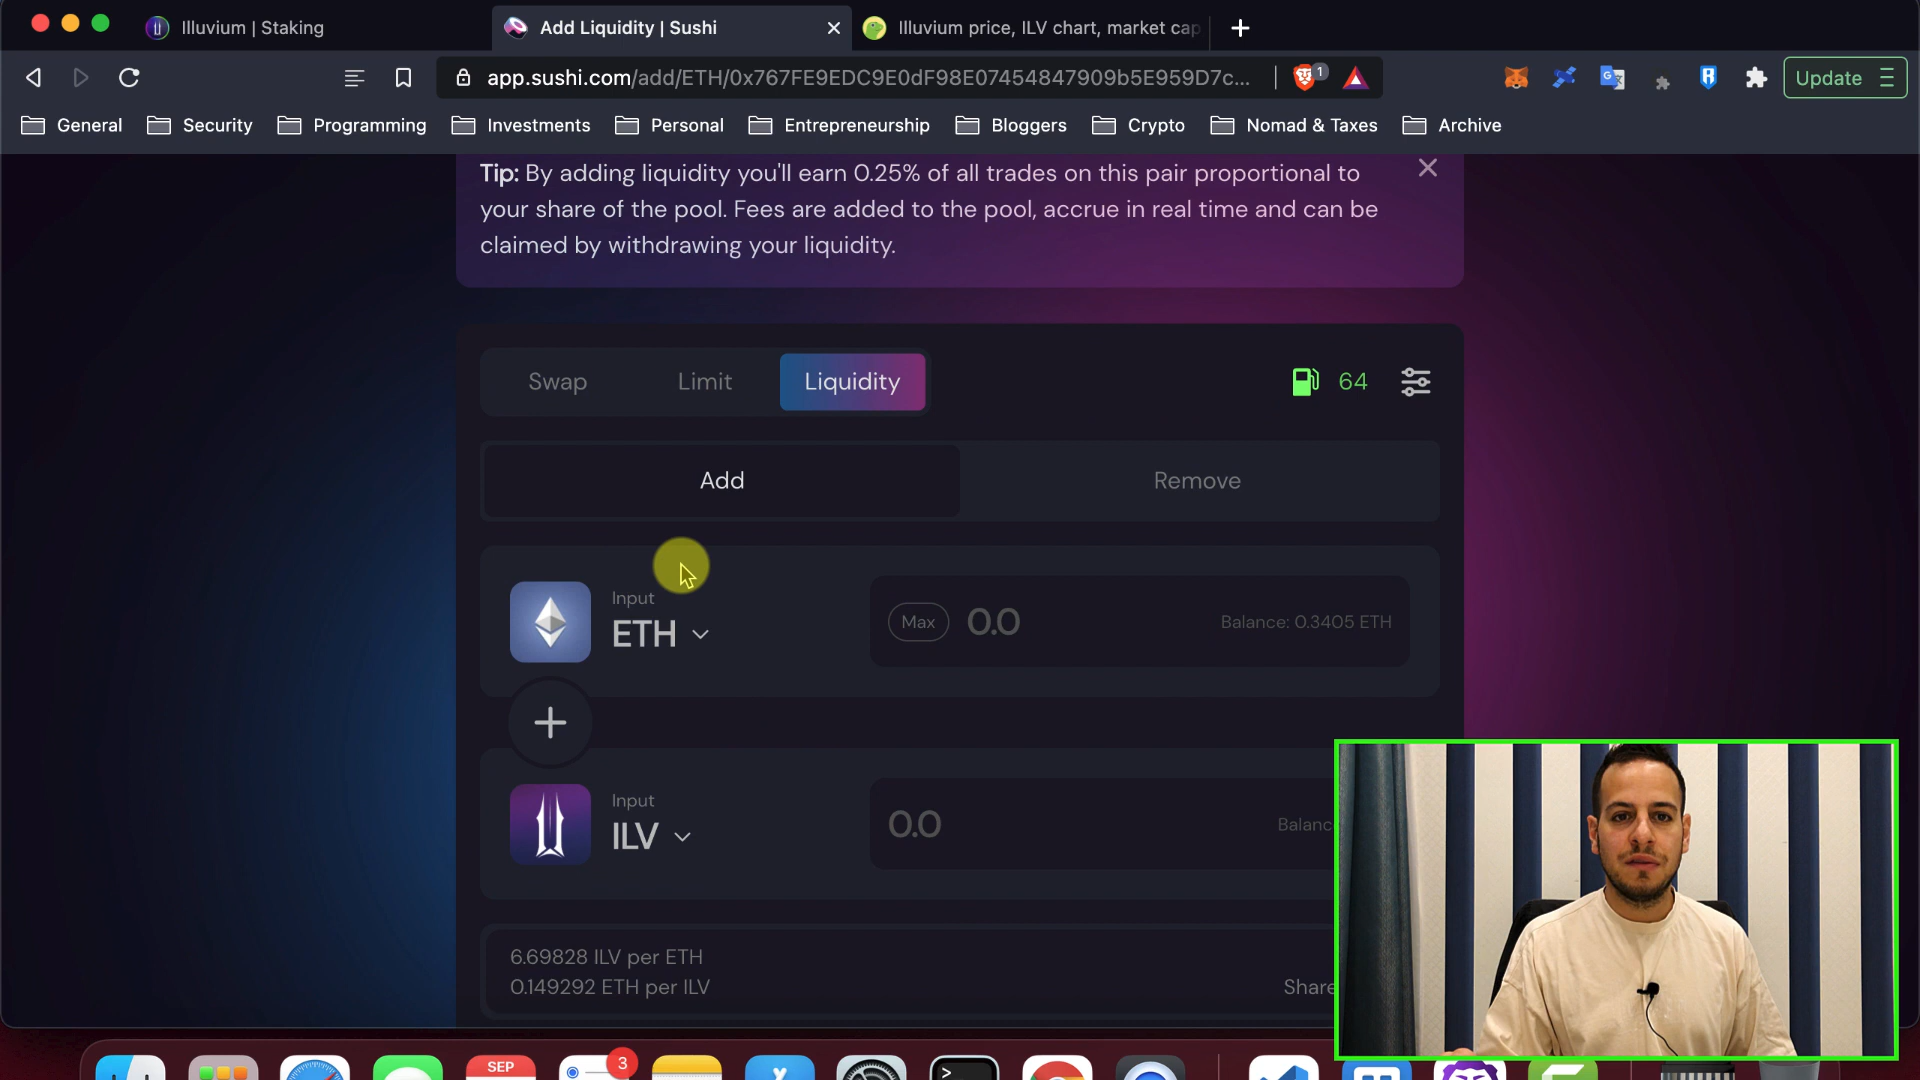 Illuvium | Staking
Add Liquidity | Sushi
Illuvium price, ILV chart, market cap
app.sushi.com/add/ETH/0x767FE9EDC9E0dF98E07454847909b5E959D7c...
1
Update
General
Security
Programming
Investments
Personal
Entrepreneurship
Bloggers
Crypto
Nomad & Taxes
Archive
Tip: By adding liquidity you'll earn 0.25% of all trades on this pair proportional to
your share of the pool. Fees are added to the pool, accrue in real time and can be
claimed by withdrawing your liquidity.
Swap
Limit
Liquidity
64
Add
Remove
Input
ETH
Max
0.0
Balance: 0.3405 ETH
Input
ILV
0.0
Balanc
6.69828 ILV per ETH
0.149292 ETH per ILV
Share
SEP
3